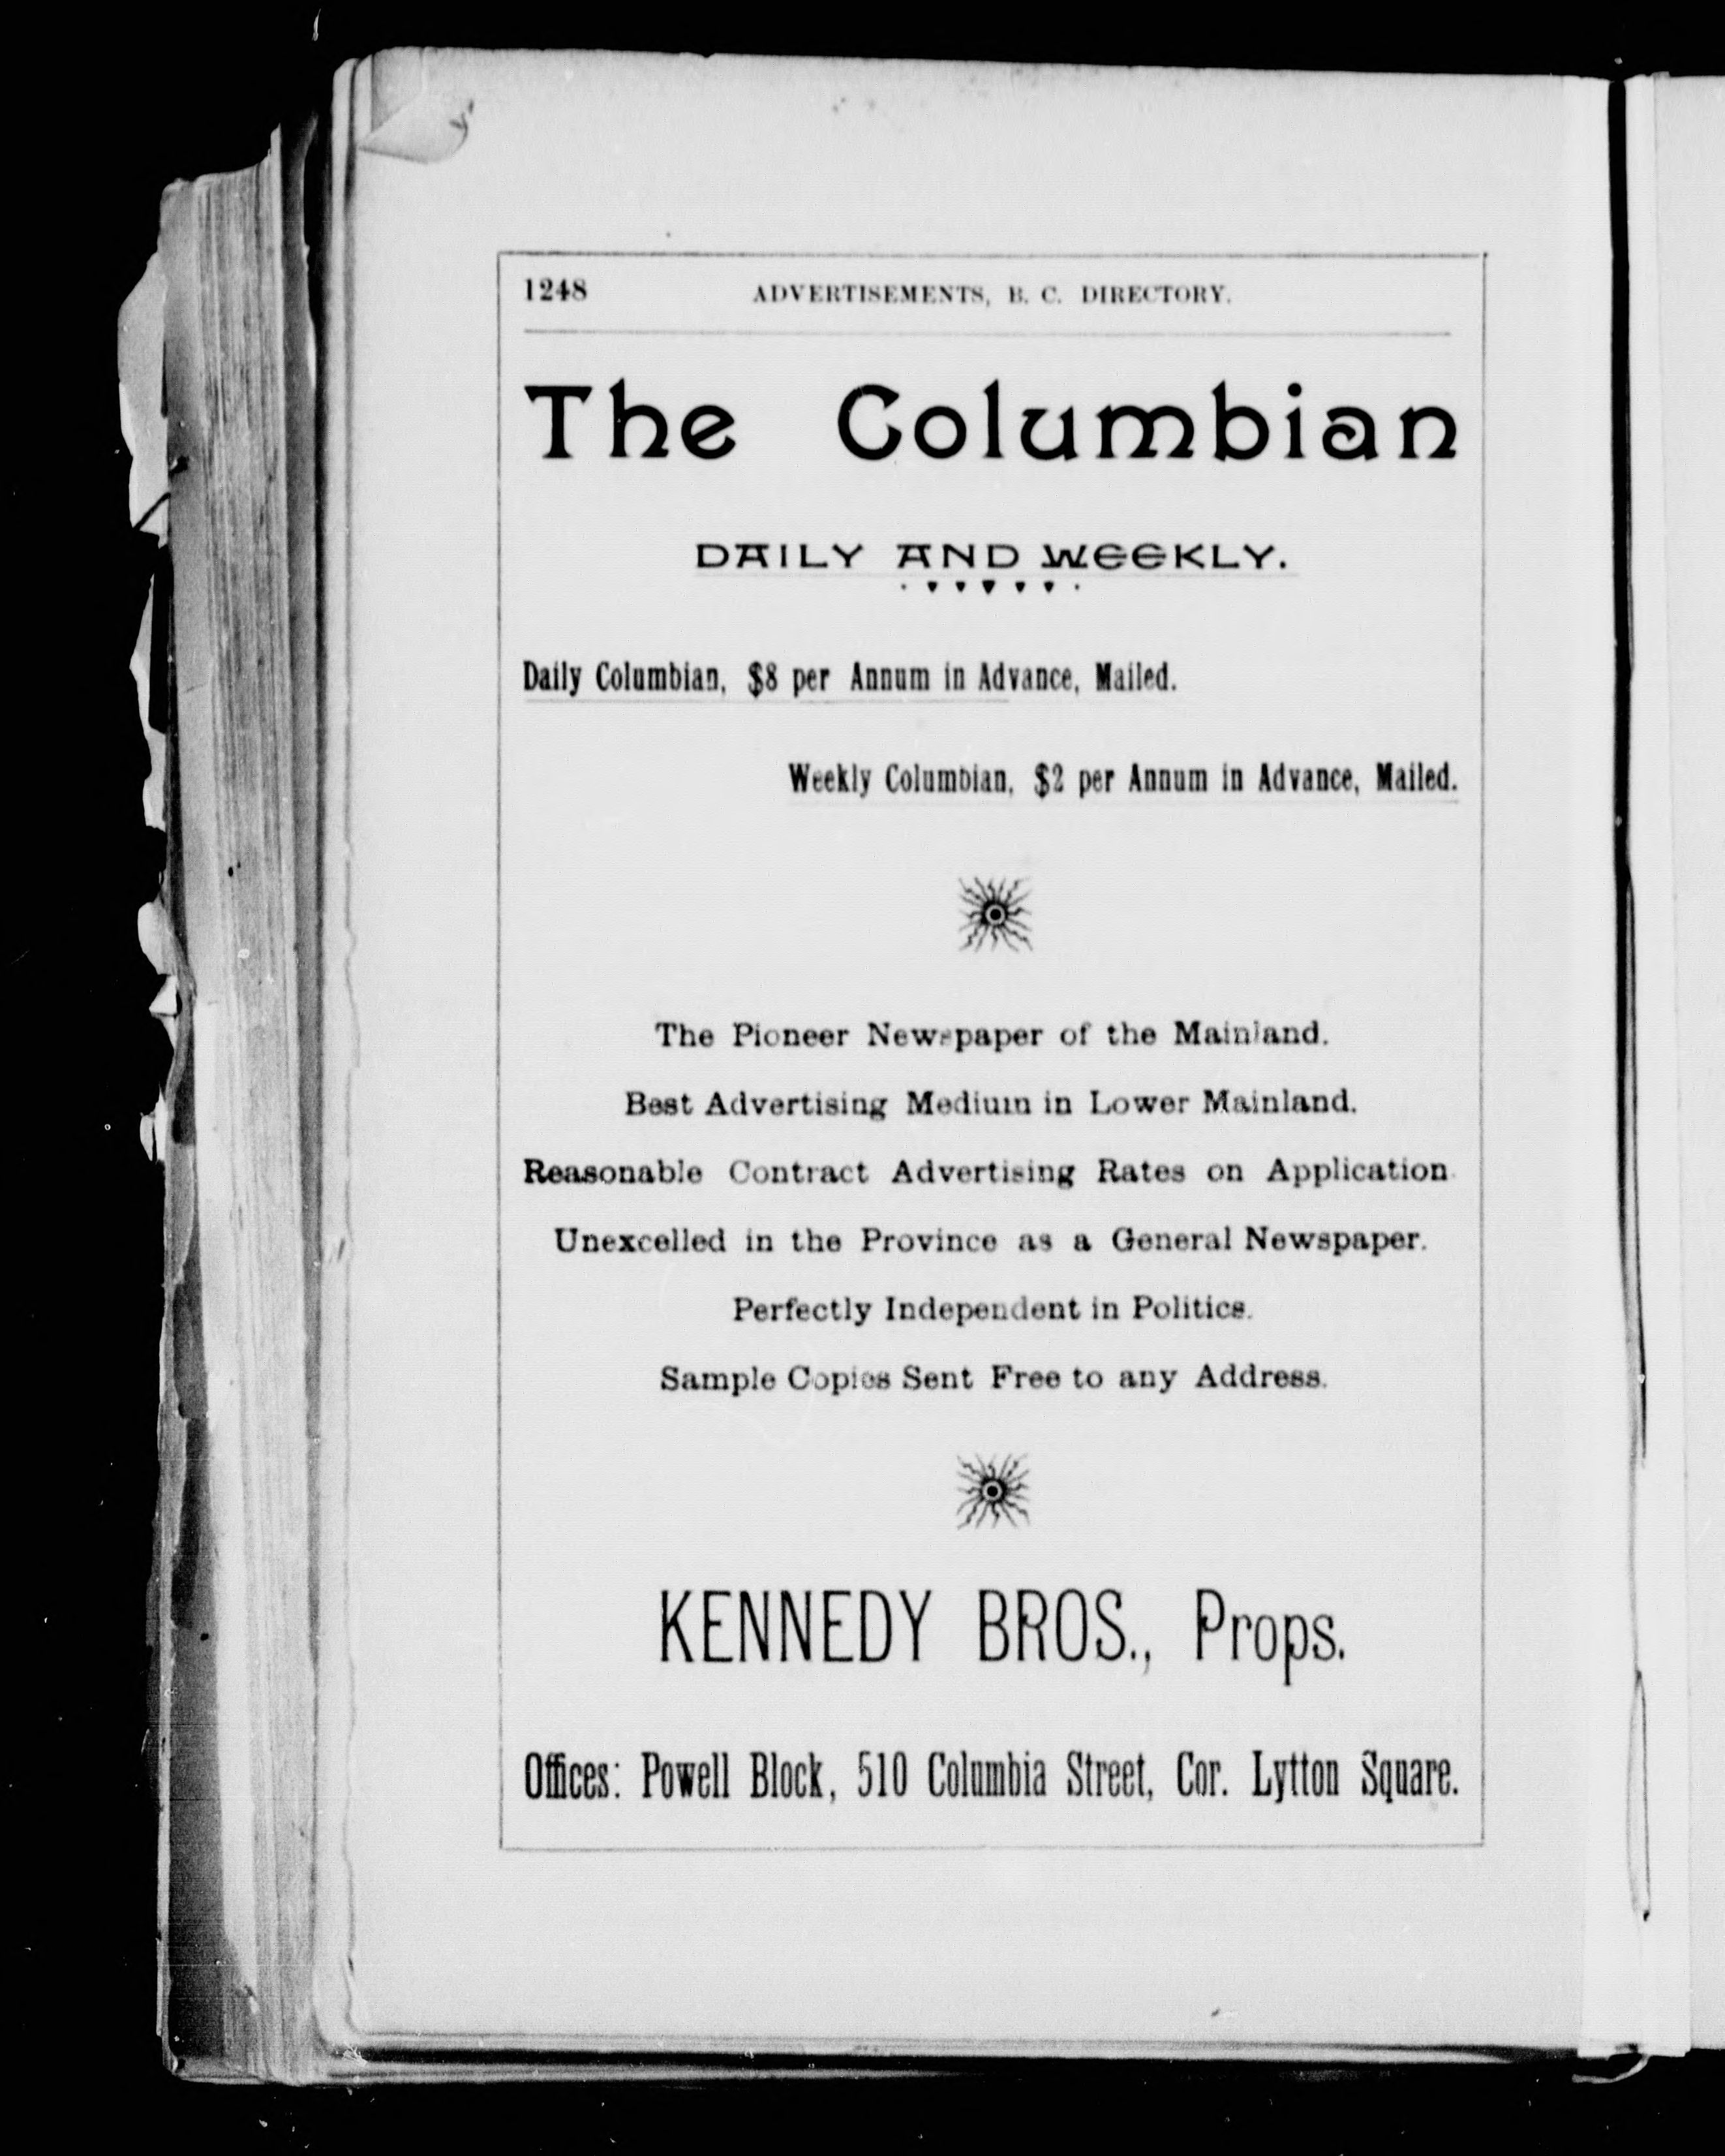 1248 ADVERTISEMENTS, B. C. DIRECTORY.
The Columbian
DAILY AND WEEKLY.
Daily Columbian, $8 per Annum in Advance, Mailed.
Weekly Columbian, $2 per Annum in Advance, Mailed.
The Pioneer Newspaper of the Mainland.
Best Advertising Medium in Lower Mainland.
Reasonable Contract Advertising Rates on Application.
Unexcelled in the Province as a General Newspaper.
Perfectly Independent in Politics.
Sample Copies Sent Free to any Address.
KENNEDY BROS., Props.
Offices: Powell Block, 510 Columbia Street, Cor. Lytton Square.